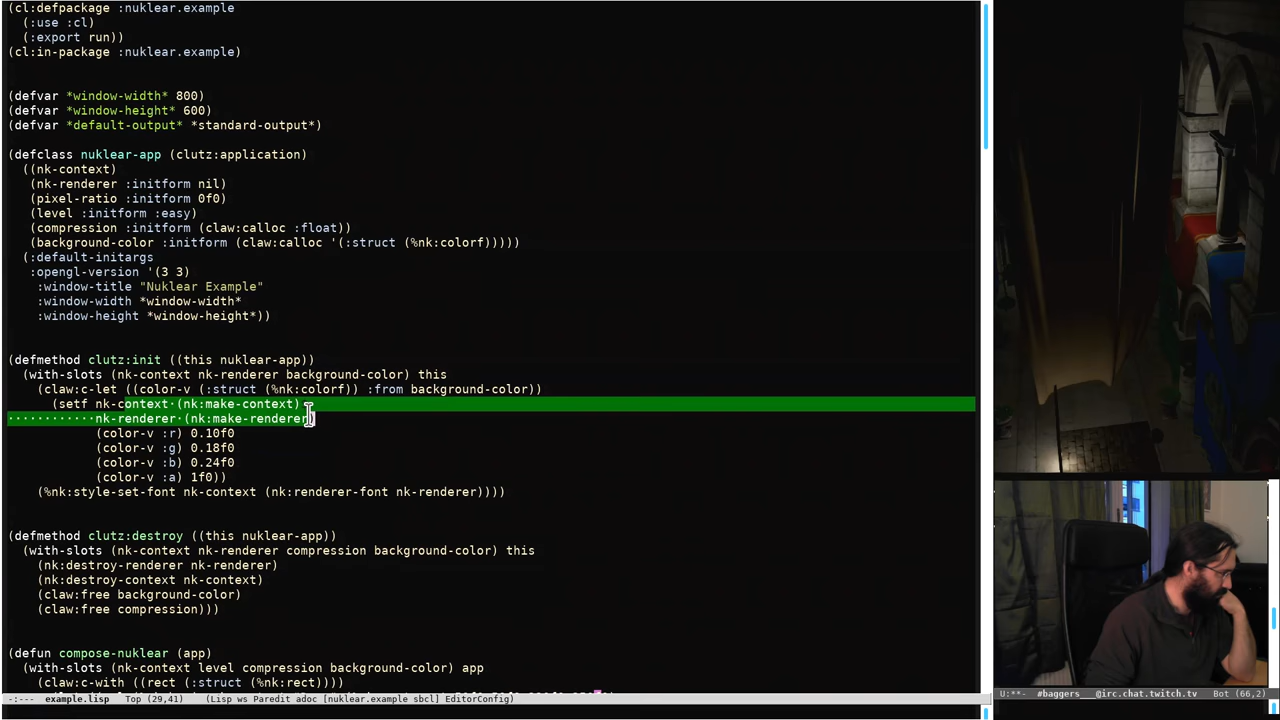 (cl:defpackage :nuklear.example
  (:use :cl)
  (:export run))
(cl:in-package :nuklear.example)
(defvar *window-width* 800)
(defvar *window-height* 600)
(defvar *default-output* *standard-output*)
(defclass nuklear-app (clutz:application)
  ((nk-context)
   (nk-renderer :initform nil)
   (pixel-ratio :initform 0f0)
   (level :initform :easy)
   (compression :initform (claw:calloc :float))
   (background-color :initform (claw:calloc '(:struct (%nk:colorf)))))
  (:default-initargs
   :opengl-version '(3 3)
    :window-title "Nuklear Example"
    :window-width *window-width*
    :window-height *window-height*))
(defmethod clutz:init ((this nuklear-app))
  (with-slots (nk-context nk-renderer background-color) this
    (claw:c-let ((color-v (:struct (%nk:colorf)) :from background-color))
      (setf nk-context·(nk:make-context)
············nk-renderer·(nk:make-renderer)
            (color-v :r) 0.10f0
            (color-v :g) 0.18f0
            (color-v :b) 0.24f0
            (color-v :a) 1f0))
    (%nk:style-set-font nk-context (nk:renderer-font nk-renderer))))
(defmethod clutz:destroy ((this nuklear-app))
  (with-slots (nk-context nk-renderer compression background-color) this
    (nk:destroy-renderer nk-renderer)
    (nk:destroy-context nk-context)
    (claw:free background-color)
    (claw:free compression)))
(defun compose-nuklear (app)
  (with-slots (nk-context level compression background-color) app
    (claw:c-with ((rect (:struct (%nk:rect))))
-:--- example.lisp Top (29,41) (Lisp ws Paredit adoc [nuklear.example sbcl] EditorConfig)
U:**- #baggers___@irc.chat.twitch.tv Bot (66,2)